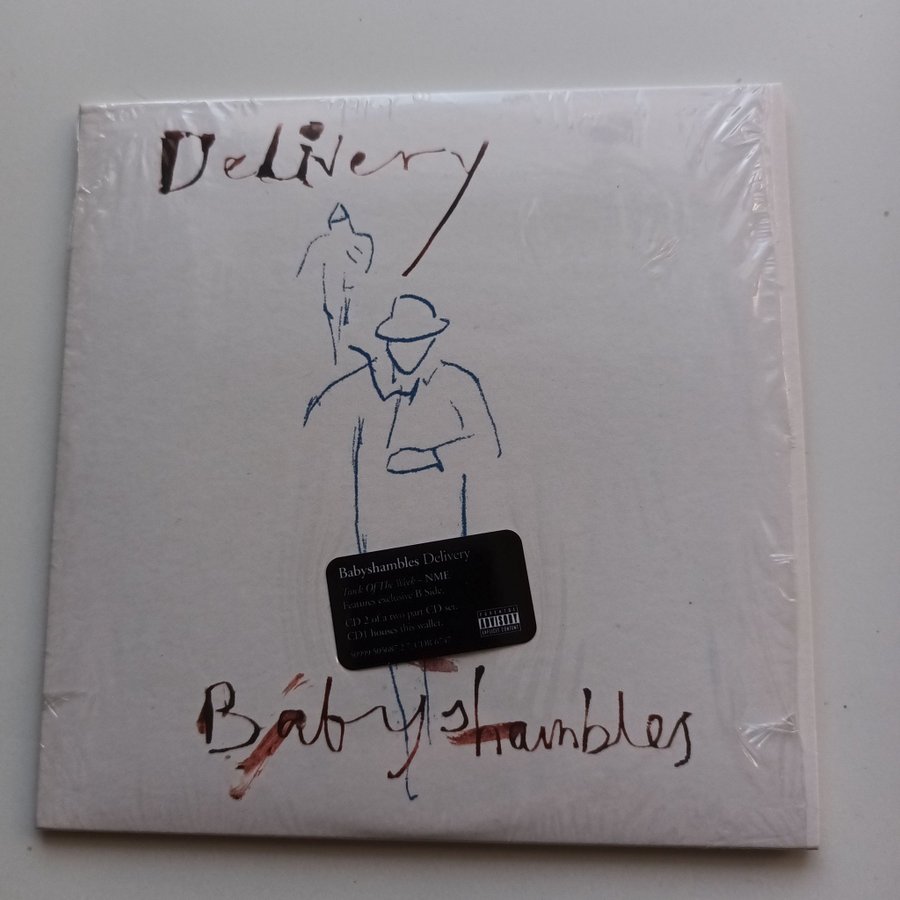 Delivery
Babyshambles Delivery
Track Of The Week – NME
Features exclusive B Side.
CD 2 of a two part CD set.
CD1 houses this wallet.
PARENTAL
ADVISORY
EXPLICIT CONTENT
Babyshambles